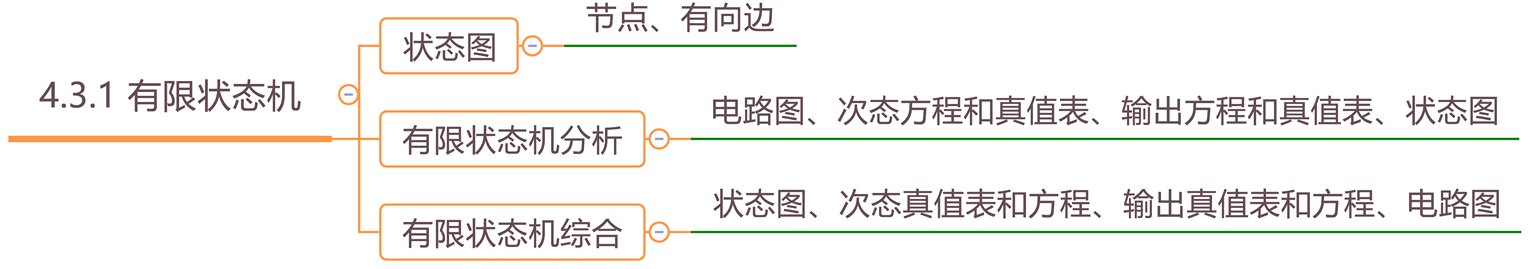 4.3.1 有限状态机
状态图
节点、有向边
有限状态机分析
电路图、次态方程和真值表、输出方程和真值表、状态图
有限状态机综合
状态图、次态真值表和方程、输出真值表和方程、电路图